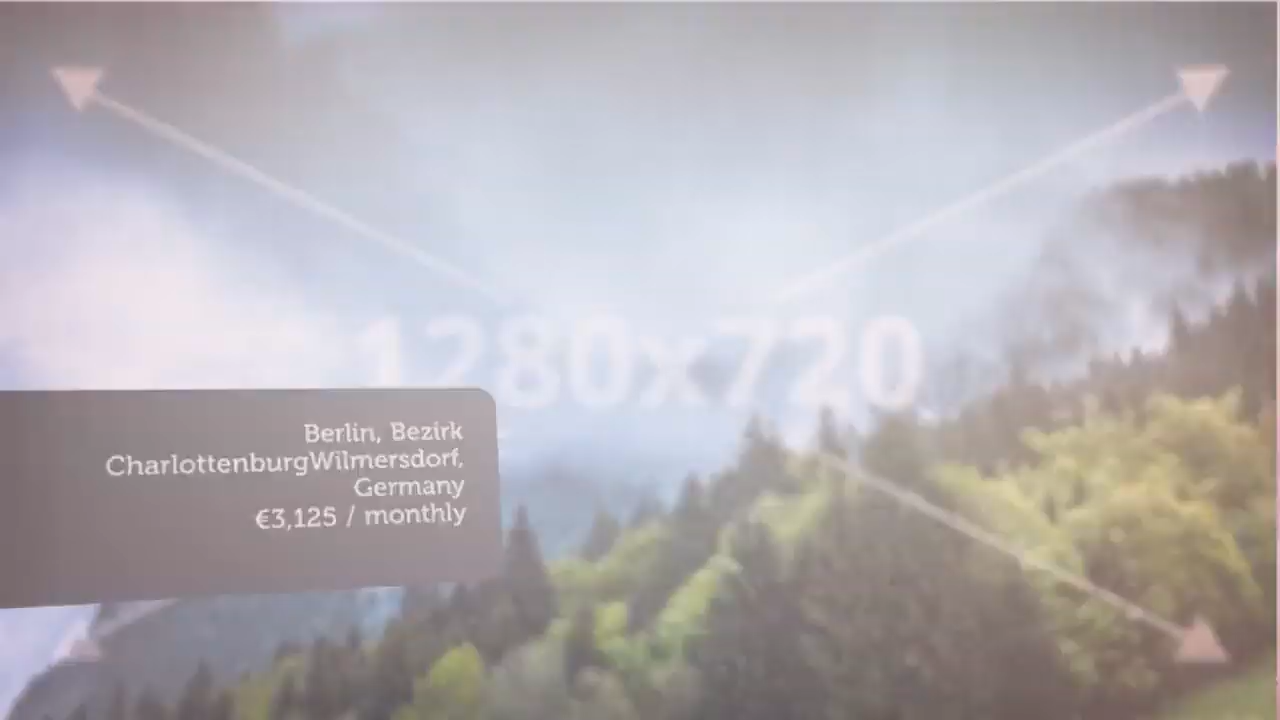 1280x720
Berlin, Bezirk
CharlottenburgWilmersdorf,
Germany
€3,125 / monthly